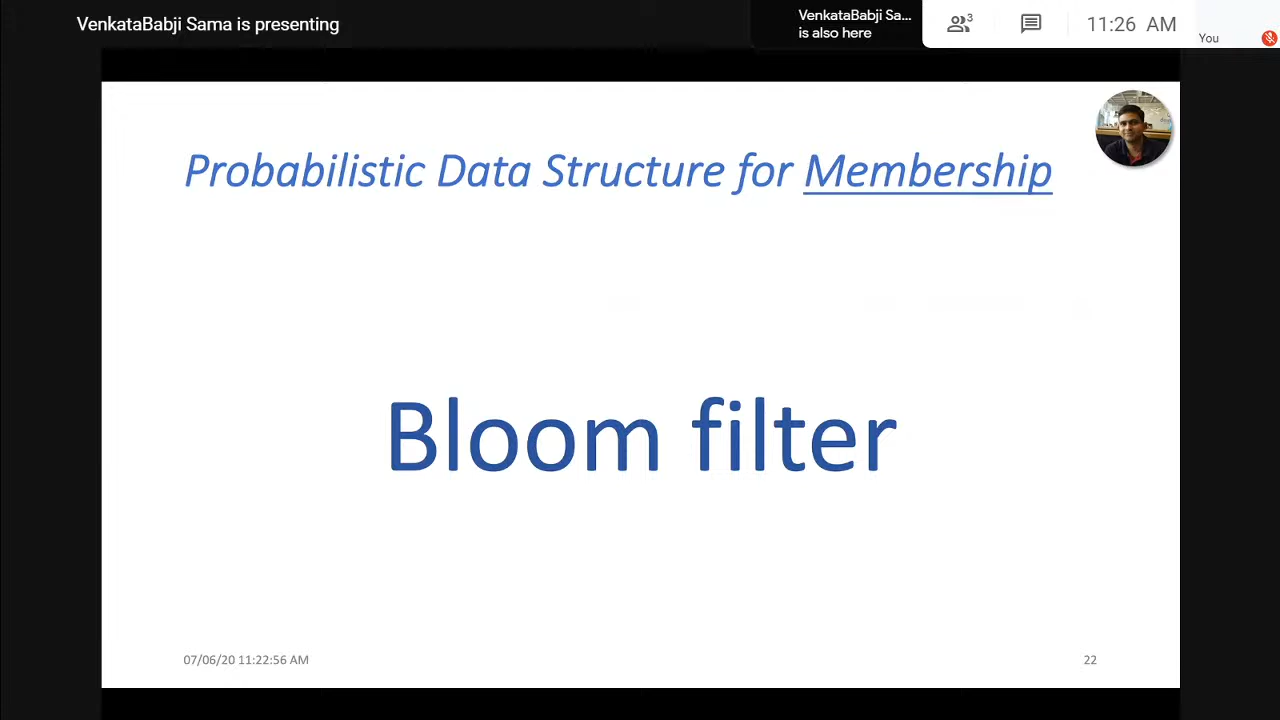 VenkataBabji Sama is presenting
VenkataBabji Sa...
is also here
3
11:26 AM
You
Probabilistic Data Structure for Membership
Bloom filter
07/06/20 11:22:56 AM
22